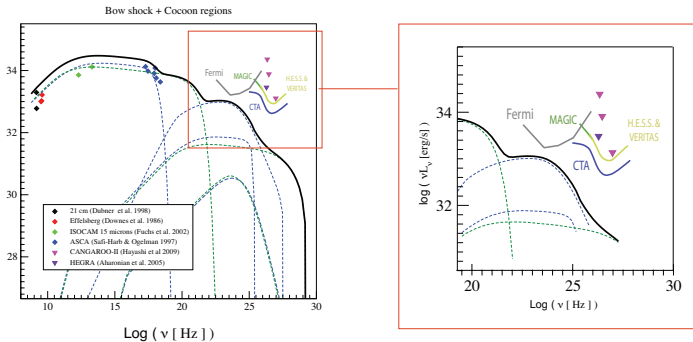 Bow shock + Cocoon regions
34
32
30
28
10
15
20
25
30
Log ( ν [ Hz] )
Fermi
MAGIC
H.E.S.S. &
VERITAS
CTA
21 cm (Dubner et al. 1998)
Effelsberg (Downes et al. 1986)
ISOCAM 15 microns (Fuchs et al. 2002)
ASCA (Safi-Harb & Ogelman 1997)
CANGAROO-II (Hayashi et al 2009)
HEGRA (Aharonian et al. 2005)
log ( νLν [erg/s] )
34
32
20
25
30
Log ( ν [ Hz] )
Fermi
MAGIC
H.E.S.S. &
VERITAS
CTA